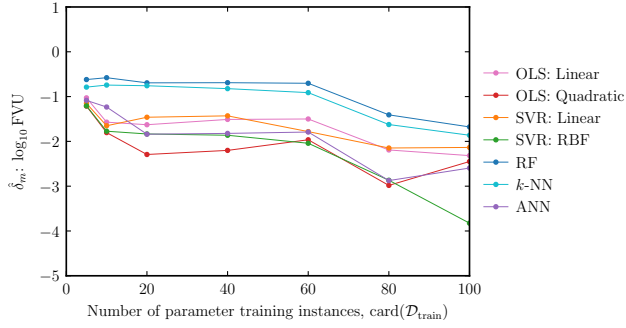 1
0
−1
−2
−3
−4
−5
0
20
40
60
80
100
δ̂ₘ: log₁₀ FVU
Number of parameter training instances, card(𝒟train)
OLS: Linear
OLS: Quadratic
SVR: Linear
SVR: RBF
RF
k-NN
ANN